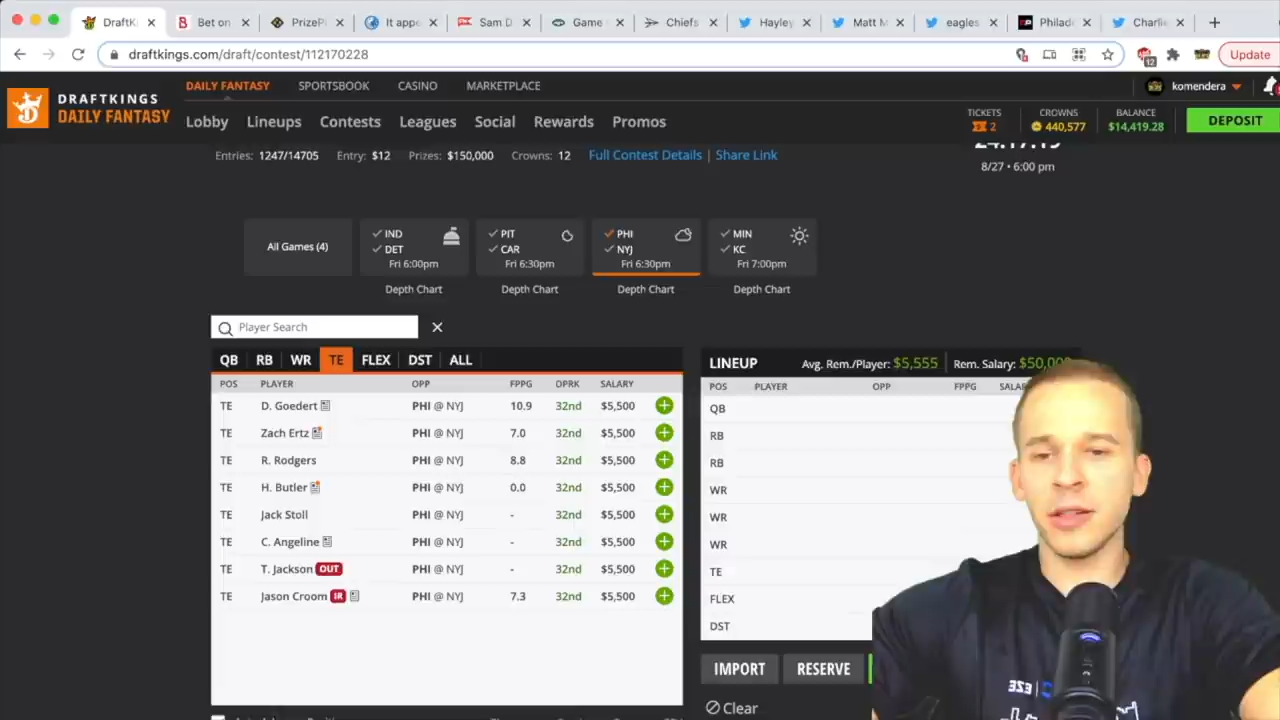 DraftK
Bet on
PrizePi
It appe
Sam D
Game
Chiefs
Hayley
Matt M
eagles
Philad
Charlie
draftkings.com/draft/contest/112170228
12
Update
DAILY FANTASY SPORTSBOOK CASINO MARKETPLACE
komendera
DRAFTKINGS
DAILY FANTASY
Lobby Lineups Contests Leagues Social Rewards Promos
TICKETS
2
CROWNS
440,577
BALANCE
$14,419.28
DEPOSIT
Entries: 1247/14705 Entry: $12 Prizes: $150,000 Crowns: 12 Full Contest Details | Share Link
8/27 • 6:00 pm
All Games (4)
IND
DET
Fri 6:00pm
Depth Chart
PIT
CAR
Fri 6:30pm
Depth Chart
PHI
NYJ
Fri 6:30pm
Depth Chart
MIN
KC
Fri 7:00pm
Depth Chart
Player Search
QB RB WR TE FLEX DST ALL
POS PLAYER OPP FPPG DPRK SALARY
TE D. Goedert PHI @ NYJ 10.9 32nd $5,500
TE Zach Ertz PHI @ NYJ 7.0 32nd $5,500
TE R. Rodgers PHI @ NYJ 8.8 32nd $5,500
TE H. Butler PHI @ NYJ 0.0 32nd $5,500
TE Jack Stoll PHI @ NYJ - 32nd $5,500
TE C. Angeline PHI @ NYJ - 32nd $5,500
TE T. Jackson OUT PHI @ NYJ - 32nd $5,500
TE Jason Croom IR PHI @ NYJ 7.3 32nd $5,500
LINEUP Avg. Rem./Player: $5,555 Rem. Salary: $50,00
POS PLAYER OPP FPPG SALAR
QB
RB
RB
WR
WR
WR
TE
FLEX
DST
IMPORT RESERVE
Clear